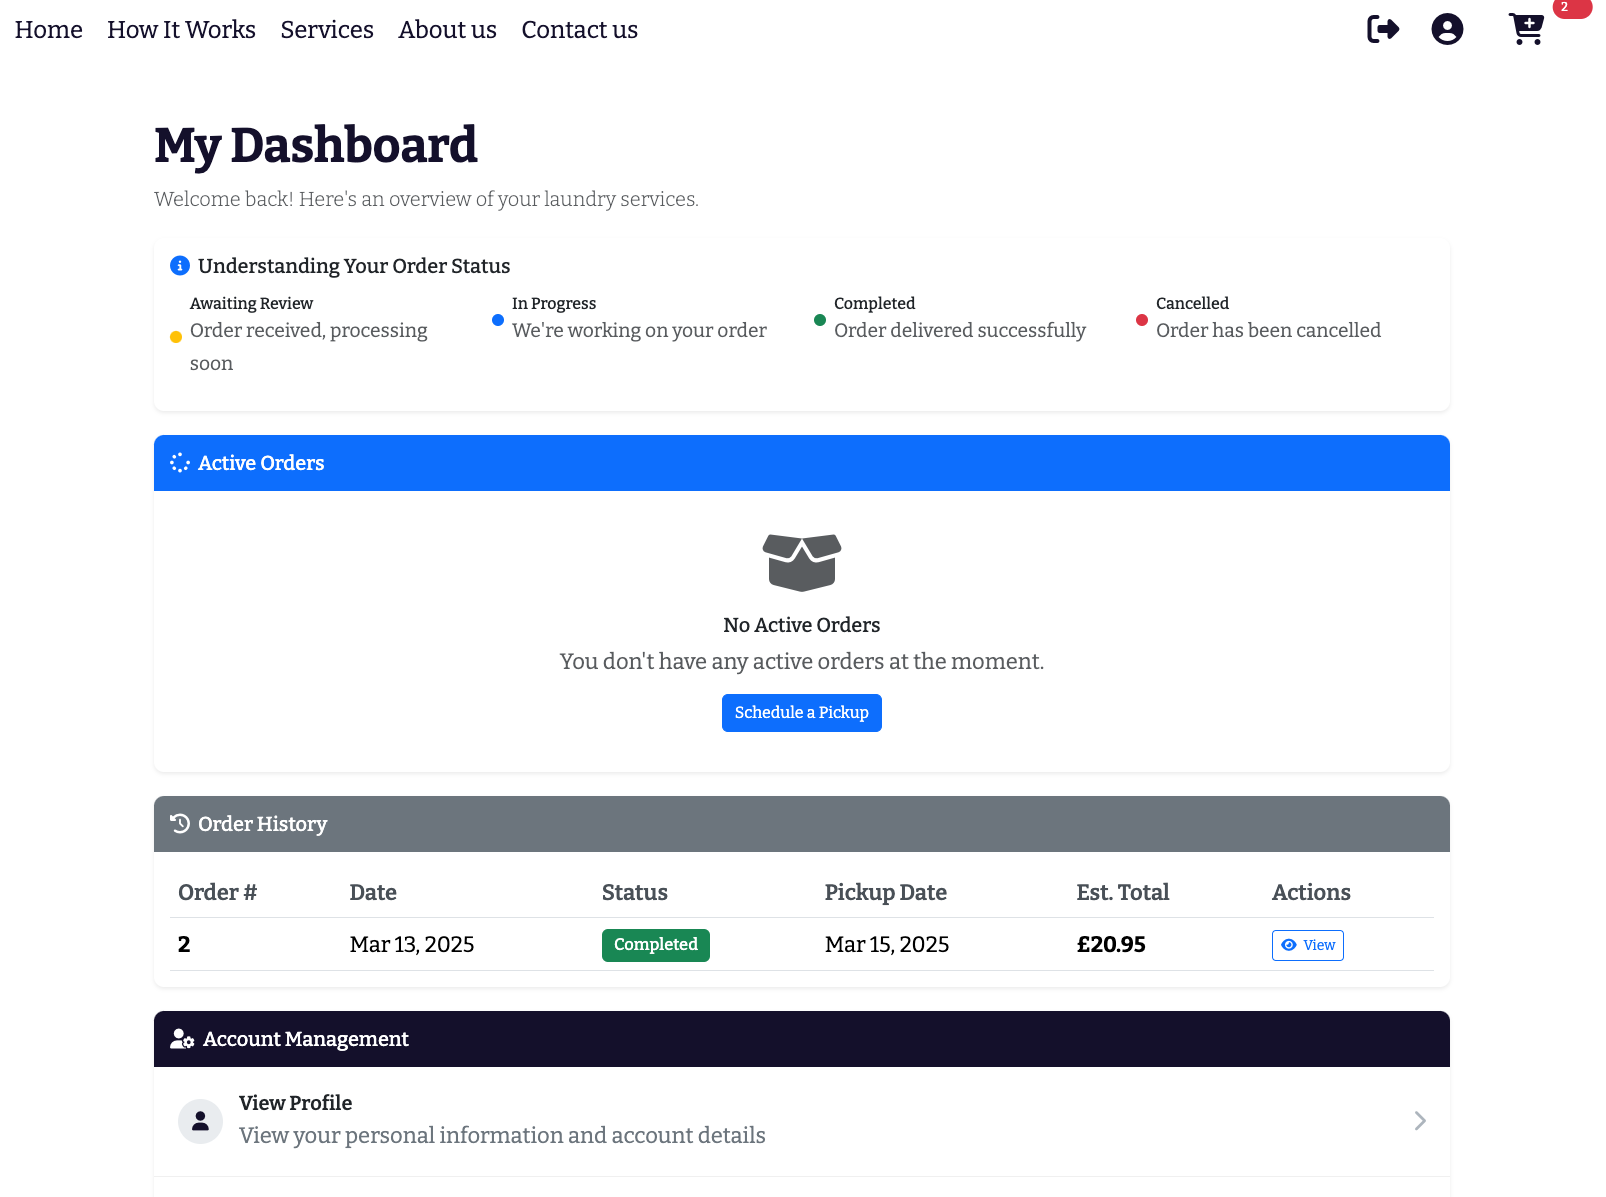 Home How It Works Services About us Contact us 2
My Dashboard
Welcome back! Here's an overview of your laundry services.
Understanding Your Order Status
Awaiting Review
Order received, processing
soon
In Progress
We're working on your order
Completed
Order delivered successfully
Cancelled
Order has been cancelled
Active Orders
No Active Orders
You don't have any active orders at the moment.
Schedule a Pickup
Order History
Order # Date Status Pickup Date Est. Total Actions
2 Mar 13, 2025 Completed Mar 15, 2025 £20.95 View
Account Management
View Profile
View your personal information and account details